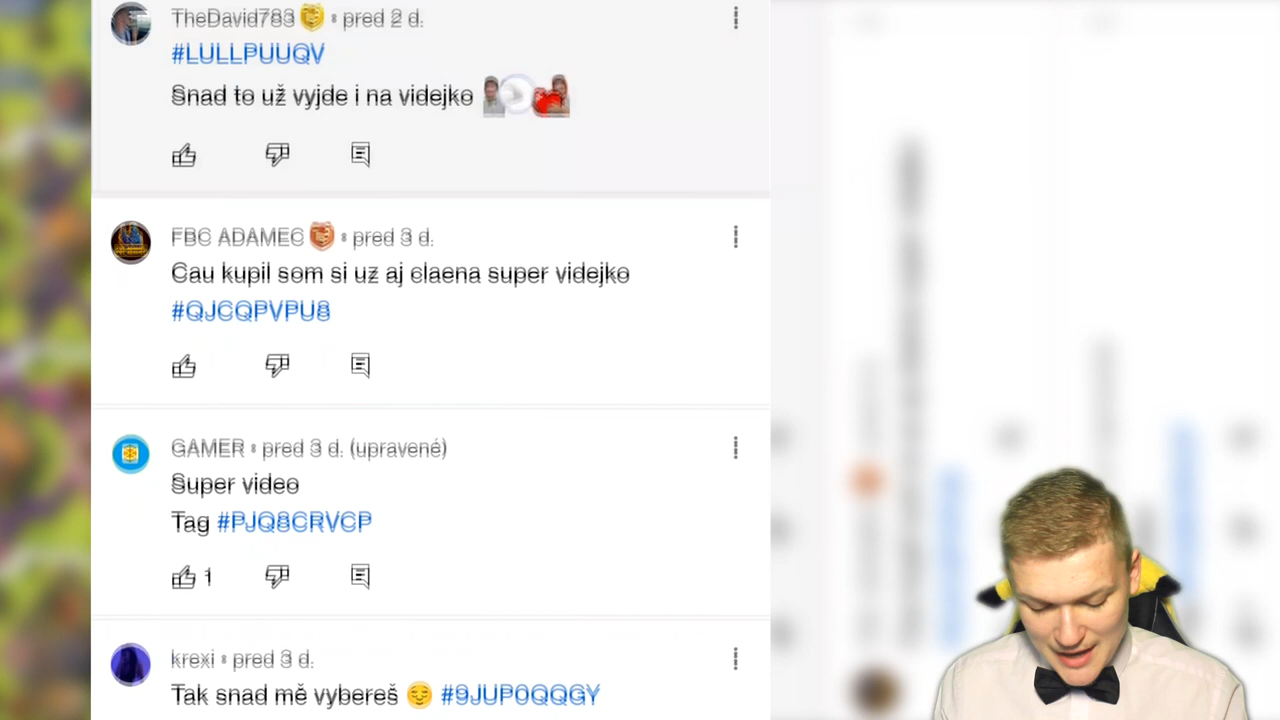 TheDavid783 • pred 2 d.
#LULLPUUQV
Snad to už vyjde i na videjko
FBC ADAMEC • pred 3 d.
Cau kupil som si uz aj claena super videjko
#QJCQPVPU8
GAMER • pred 3 d. (upravené)
Super video
Tag #PJQ8CRVCP
1
krexi • pred 3 d.
Tak snad mě vybereš 😌 #9JUP0QQGY